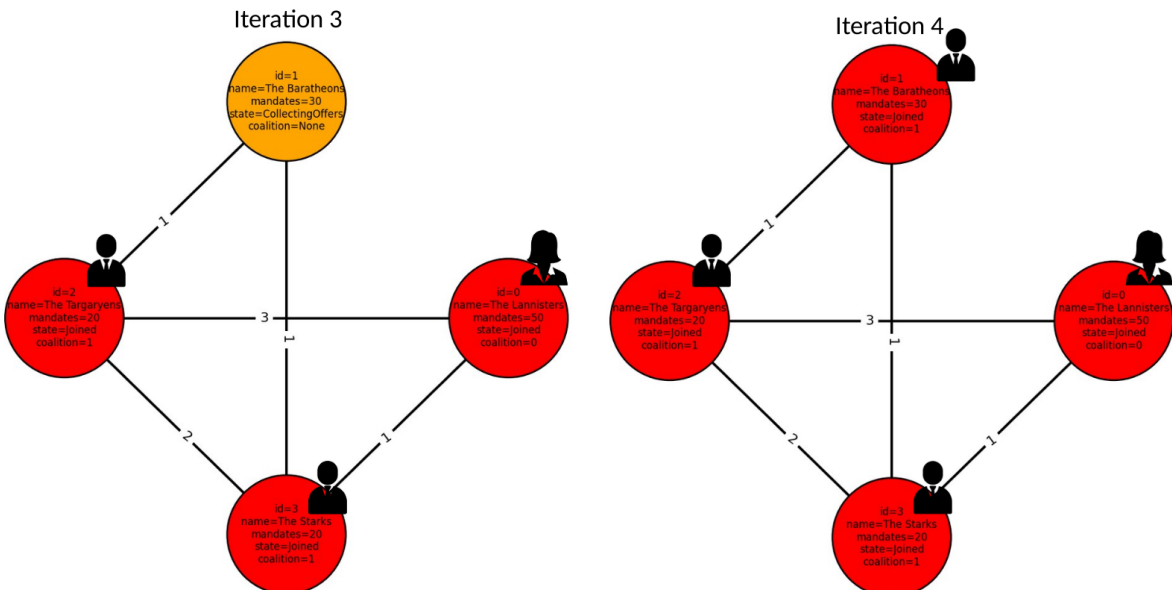 Iteration 3
id=1
name=The Baratheons
mandates=30
state=CollectingOffers
coalition=None
1
id=2
name=The Targaryens
mandates=20
state=Joined
coalition=1
3
1
id=0
name=The Lannisters
mandates=50
state=Joined
coalition=0
2
1
id=3
name=The Starks
mandates=20
state=Joined
coalition=1
Iteration 4
id=1
name=The Baratheons
mandates=30
state=Joined
coalition=1
1
id=2
name=The Targaryens
mandates=20
state=Joined
coalition=1
3
1
id=0
name=The Lannisters
mandates=50
state=Joined
coalition=0
2
1
id=3
name=The Starks
mandates=20
state=Joined
coalition=1